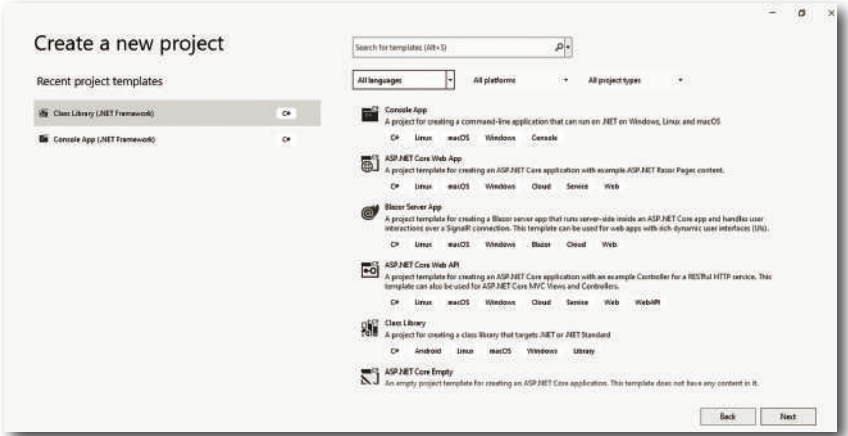 Create a new project
Recent project templates
Class Library (.NET Framework) C#
Console App (.NET Framework) C#
Search for templates (Alt+S)
All languages All platforms All project types
Console App
A project for creating a command-line application that can run on .NET on Windows, Linux and macOS
C# Linux macOS Windows Console
ASP.NET Core Web App
A project template for creating an ASP.NET Core application with example ASP.NET Razor Pages content.
C# Linux macOS Windows Cloud Service Web
Blazor Server App
A project template for creating a Blazor server app that runs server-side inside an ASP.NET Core app and handles user
interactions over a SignalR connection. This template can be used for web apps with rich dynamic user interfaces (UIs).
C# Linux macOS Windows Blazor Cloud Web
ASP.NET Core Web API
A project template for creating an ASP.NET Core application with an example Controller for a RESTful HTTP service. This
template can also be used for ASP.NET Core MVC Views and Controllers.
C# Linux macOS Windows Cloud Service Web WebAPI
Class Library
A project for creating a class library that targets .NET or .NET Standard
C# Android Linux macOS Windows Library
ASP.NET Core Empty
An empty project template for creating an ASP.NET Core application. This template does not have any content in it.
Back Next